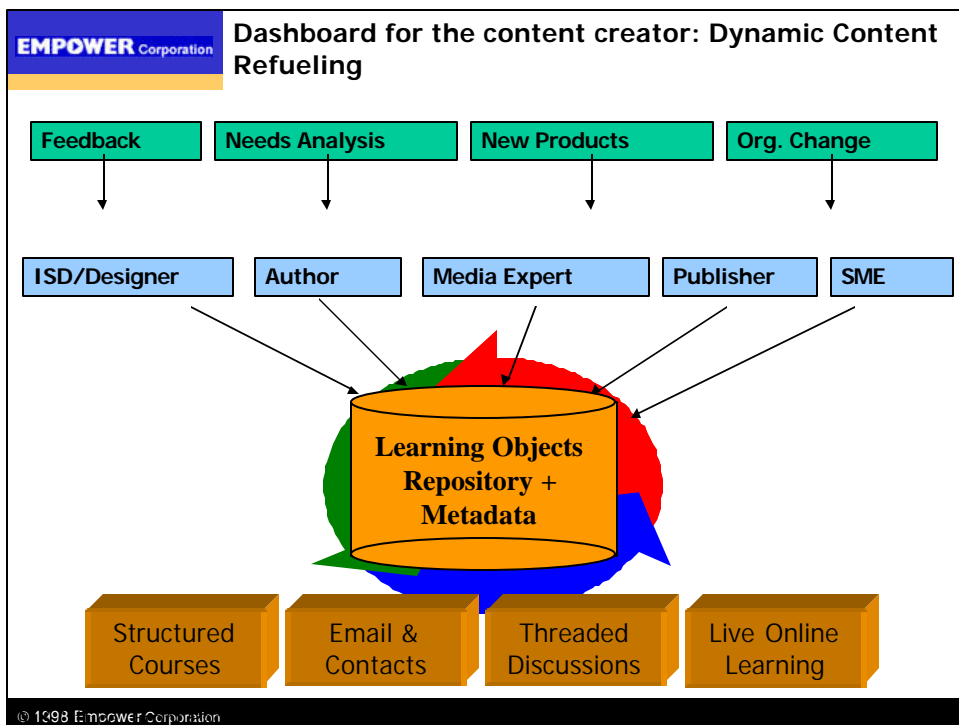 EMPOWER Corporation
Dashboard for the content creator: Dynamic Content
Refueling
Feedback
Needs Analysis
New Products
Org. Change
ISD/Designer
Author
Media Expert
Publisher
SME
Learning Objects
Repository +
Metadata
Structured
Courses
Email &
Contacts
Threaded
Discussions
Live Online
Learning
© 1998 Empower Corporation